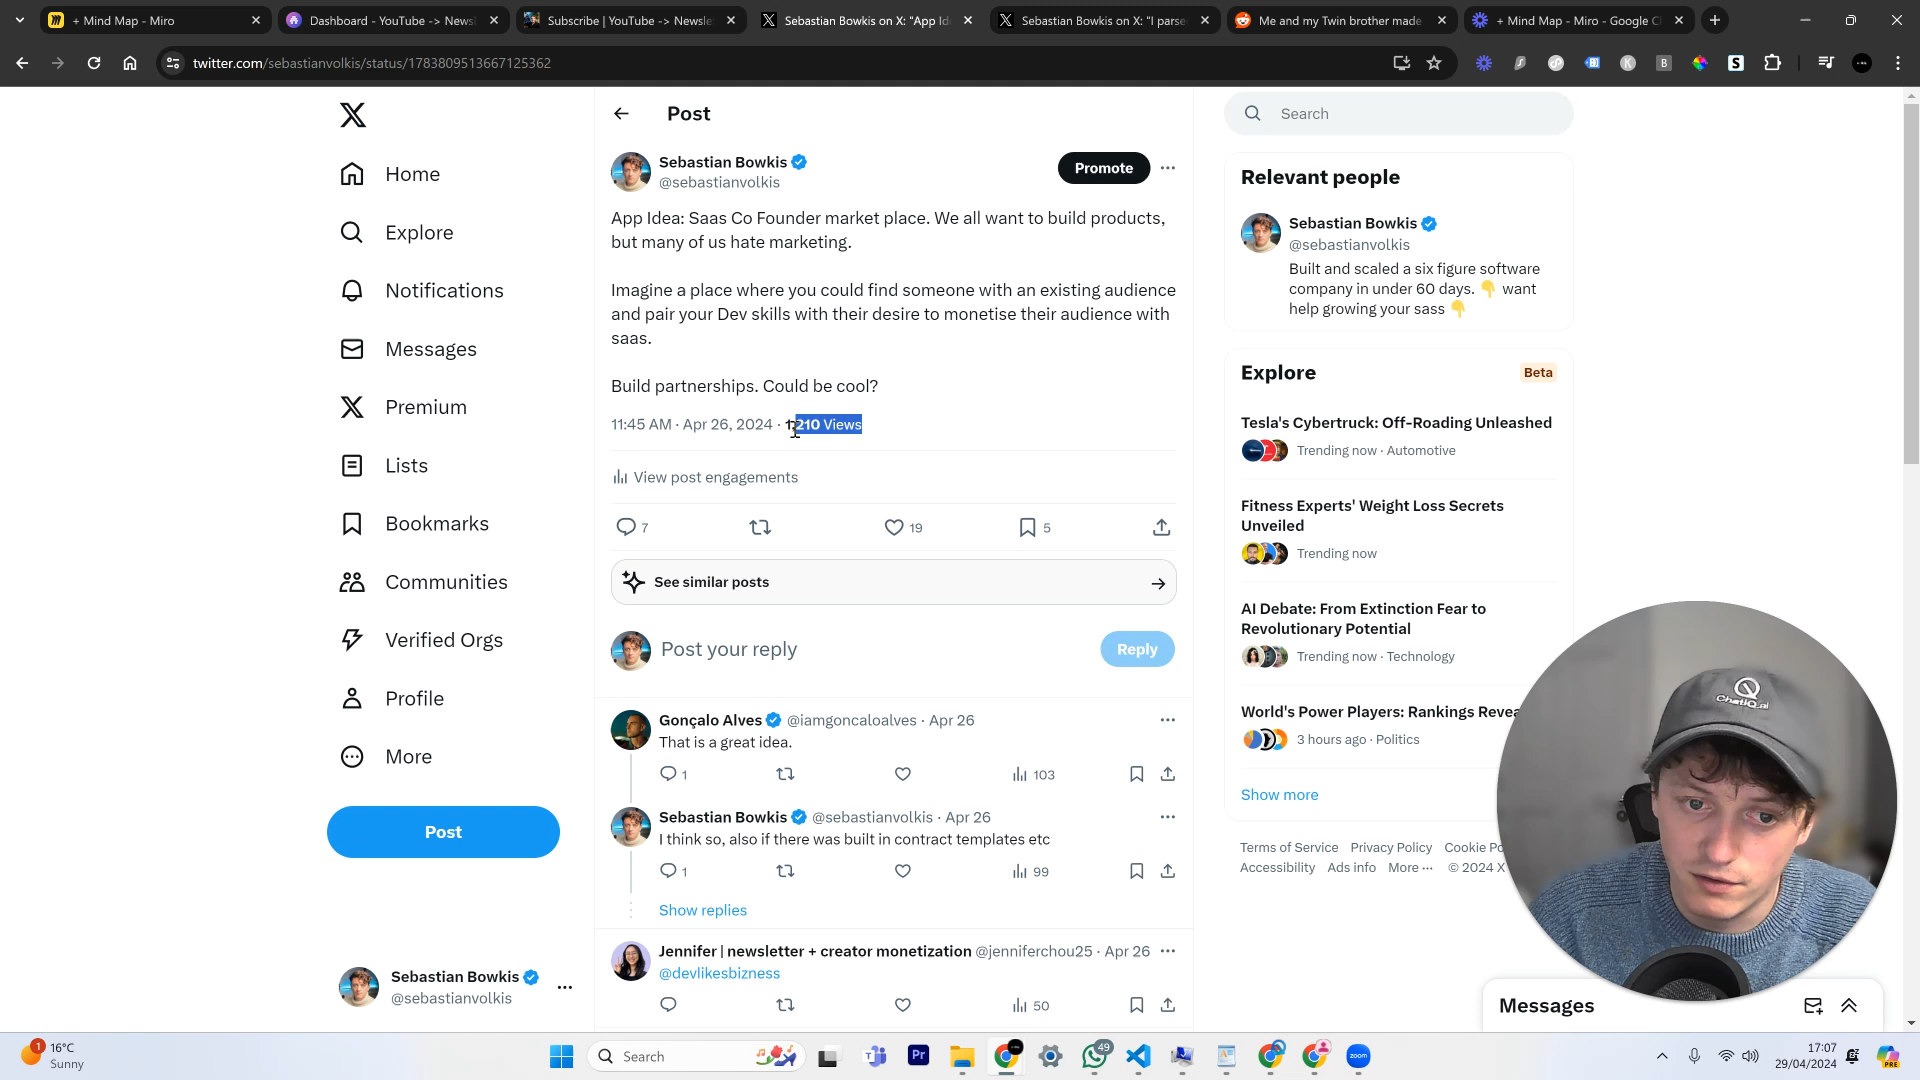 + Mind Map - Miro
Dashboard - YouTube -> Newsl
Subscribe | YouTube -> Newsle
Sebastian Bowkis on X: "App Id
Sebastian Bowkis on X: "I parse
Me and my Twin brother made
+ Mind Map - Miro - Google C
twitter.com/sebastianvolkis/status/1783809513667125362
Home
Explore
Notifications
Messages
Premium
Lists
Bookmarks
Communities
Verified Orgs
Profile
More
Post
Sebastian Bowkis
@sebastianvolkis
Post
Sebastian Bowkis
@sebastianvolkis
Promote
App Idea: Saas Co Founder market place. We all want to build products,
but many of us hate marketing.
Imagine a place where you could find someone with an existing audience
and pair your Dev skills with their desire to monetise their audience with
saas.
Build partnerships. Could be cool?
11:45 AM · Apr 26, 2024 · 1,210 Views
View post engagements
7
19
5
See similar posts
Post your reply
Reply
Gonçalo Alves @iamgoncaloalves · Apr 26
That is a great idea.
1
103
Sebastian Bowkis @sebastianvolkis · Apr 26
I think so, also if there was built in contract templates etc
1
99
Show replies
Jennifer | newsletter + creator monetization @jenniferchou25 · Apr 26
@devlikesbizness
50
Search
Relevant people
Sebastian Bowkis
@sebastianvolkis
Built and scaled a six figure software
company in under 60 days. 👇 want
help growing your sass 👇
Explore
Beta
Tesla's Cybertruck: Off-Roading Unleashed
Trending now · Automotive
Fitness Experts' Weight Loss Secrets
Unveiled
Trending now
AI Debate: From Extinction Fear to
Revolutionary Potential
Trending now · Technology
World's Power Players: Rankings Revea
3 hours ago · Politics
Show more
Terms of Service Privacy Policy Cookie Po
Accessibility Ads info More ··· © 2024 X
ChatIQ.ai
Messages
1
16°C
Sunny
Search
Pr
49
zoom
17:07
29/04/2024
PRE